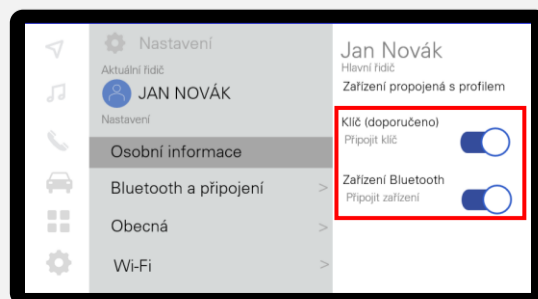 Nastavení
Aktuální řidič
JAN NOVÁK
Nastavení
Osobní informace
Bluetooth a připojení >
Obecná >
Wi-Fi >
Jan Novák
Hlavní řidič
Zařízení propojená s profilem
Klíč (doporučeno)
Připojit klíč
Zařízení Bluetooth
Připojit zařízení